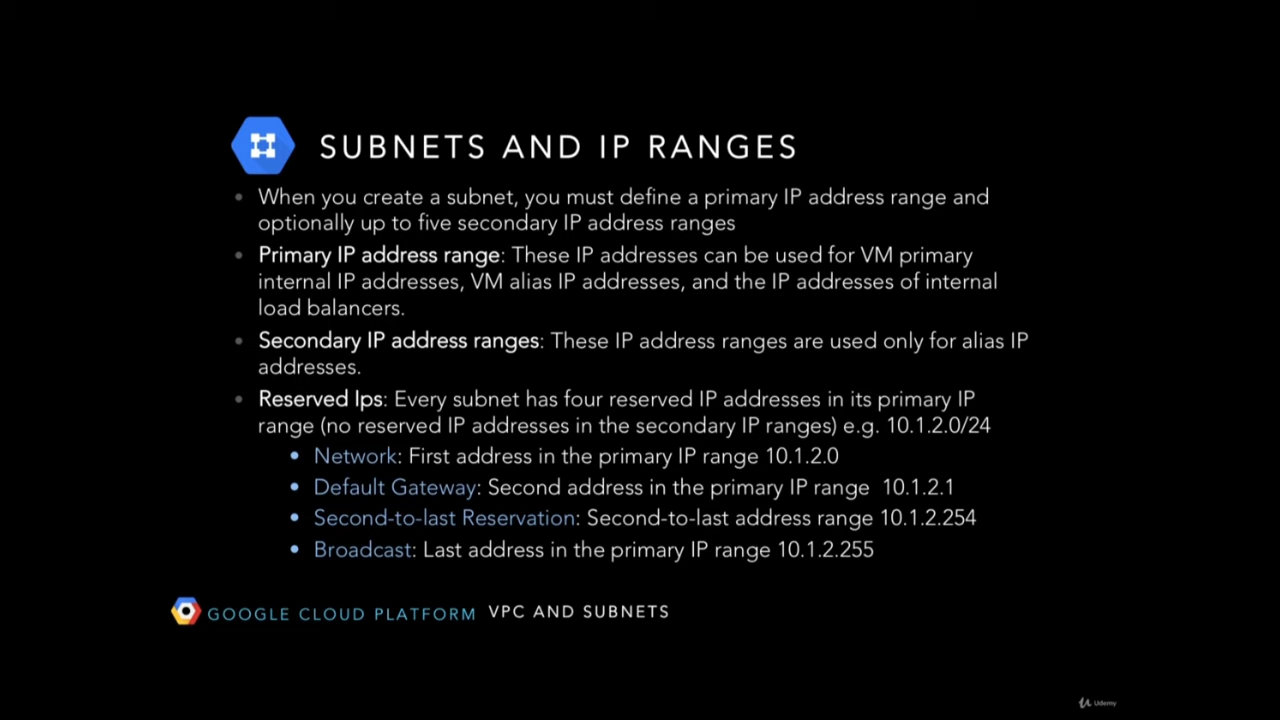 SUBNETS AND IP RANGES
When you create a subnet, you must define a primary IP address range and
optionally up to five secondary IP address ranges
Primary IP address range: These IP addresses can be used for VM primary
internal IP addresses, VM alias IP addresses, and the IP addresses of internal
load balancers.
Secondary IP address ranges: These IP address ranges are used only for alias IP
addresses.
Reserved Ips: Every subnet has four reserved IP addresses in its primary IP
range (no reserved IP addresses in the secondary IP ranges) e.g. 10.1.2.0/24
Network: First address in the primary IP range 10.1.2.0
Default Gateway: Second address in the primary IP range 10.1.2.1
Second-to-last Reservation: Second-to-last address range 10.1.2.254
Broadcast: Last address in the primary IP range 10.1.2.255
GOOGLE CLOUD PLATFORM VPC AND SUBNETS
Udemy